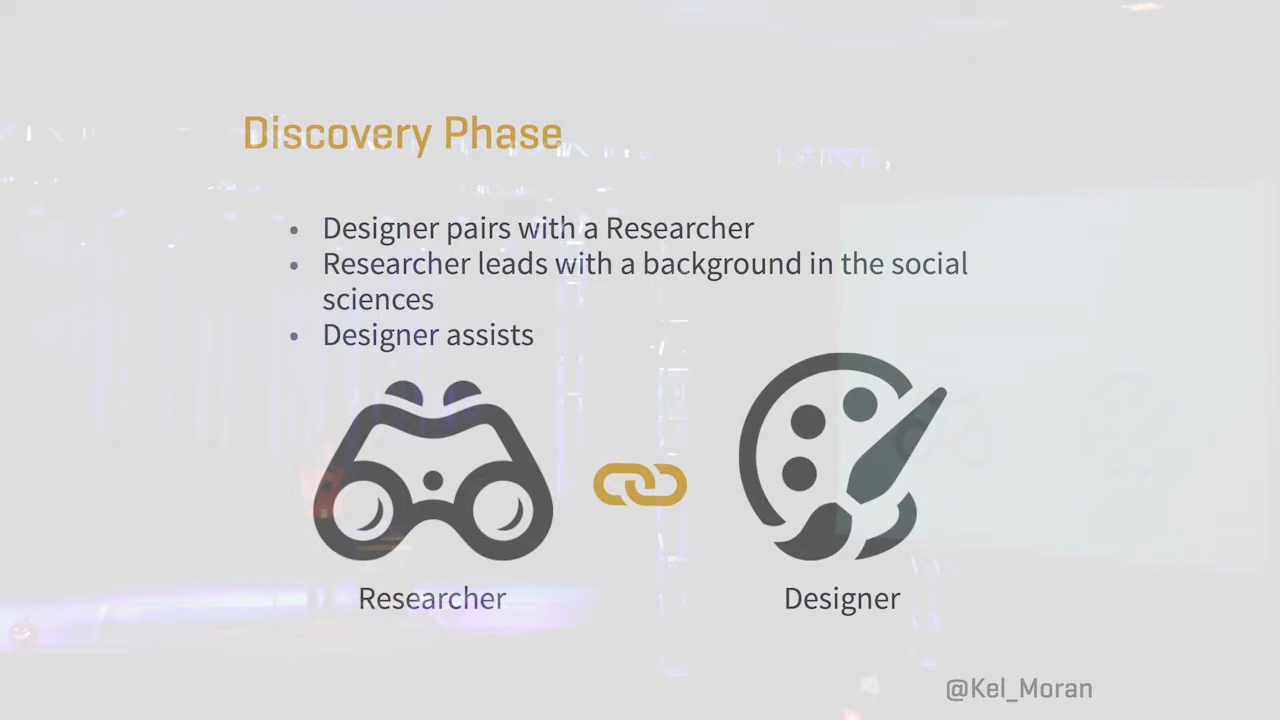 Discovery Phase
• Designer pairs with a Researcher
• Researcher leads with a background in the social
sciences
• Designer assists
Researcher
Designer
@Kel_Moran